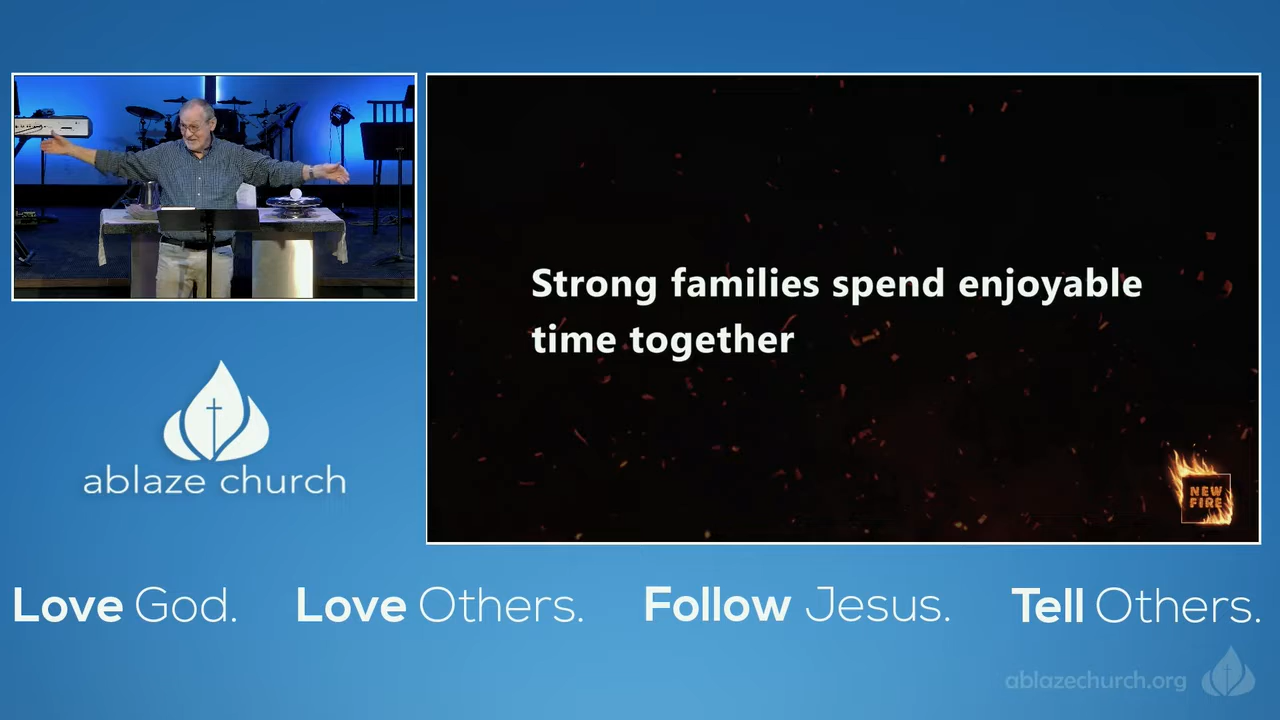 Strong families spend enjoyable
time together
NEW
FIRE
ablaze church
Love God. Love Others. Follow Jesus. Tell Others.
ablazechurch.org